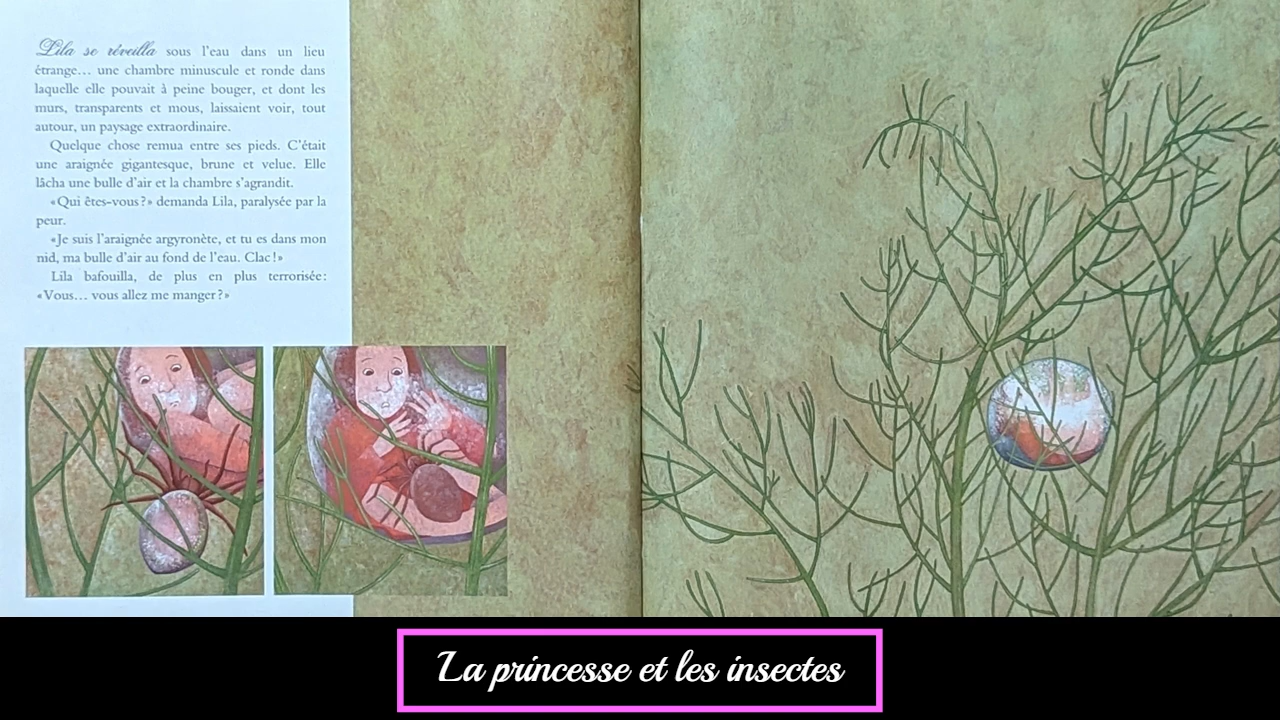 Lila se réveilla sous l'eau dans un lieu
étrange… une chambre minuscule et ronde dans
laquelle elle pouvait à peine bouger, et dont les
murs, transparents et mous, laissaient voir, tout
autour, un paysage extraordinaire.
Quelque chose remua entre ses pieds. C'était
une araignée gigantesque, brune et velue. Elle
lâcha une bulle d'air et la chambre s'agrandit.
«Qui êtes-vous?» demanda Lila, paralysée par la
peur.
«Je suis l'araignée argyronète, et tu es dans mon
nid, ma bulle d'air au fond de l'eau. Clac!»
Lila bafouilla, de plus en plus terrorisée:
«Vous… vous allez me manger?»
La princesse et les insectes